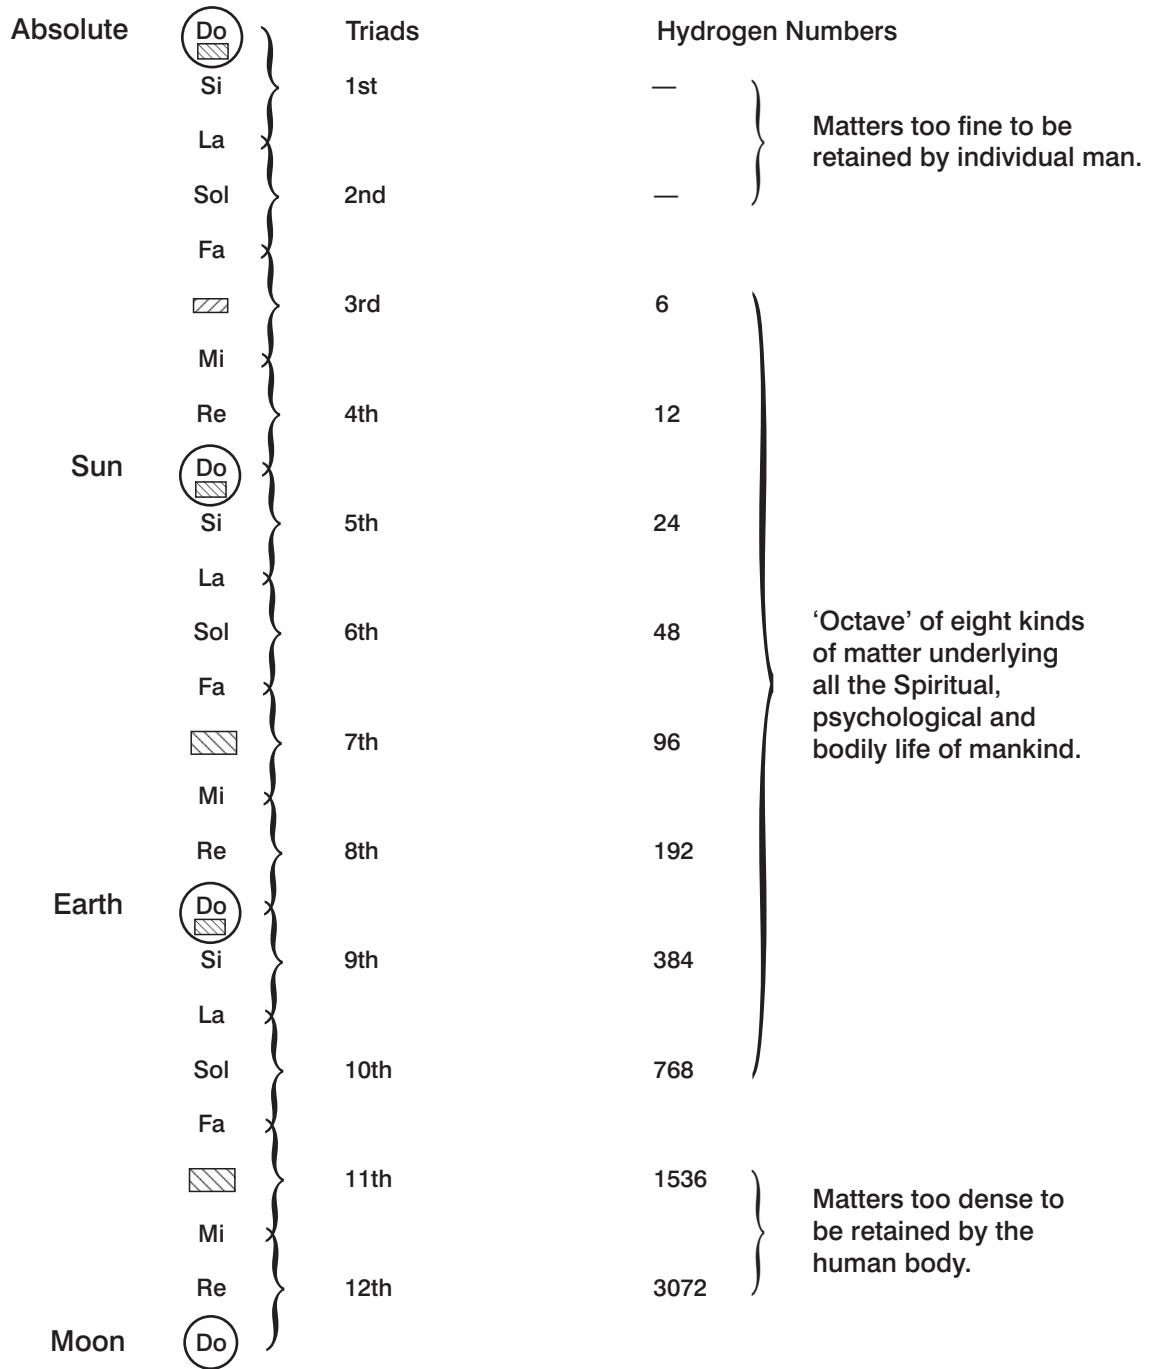 Absolute Do Triads Hydrogen Numbers
Si 1st —
Matters too fine to be
retained by individual man.
La
Sol 2nd —
Fa
3rd 6
Mi
Re 4th 12
Sun Do
Si 5th 24
La
Sol 6th 48
‘Octave’ of eight kinds
of matter underlying
all the Spiritual,
psychological and
bodily life of mankind.
Fa
7th 96
Mi
Re 8th 192
Earth Do
Si 9th 384
La
Sol 10th 768
Fa
11th 1536
Matters too dense to
be retained by the
human body.
Mi
Re 12th 3072
Moon Do